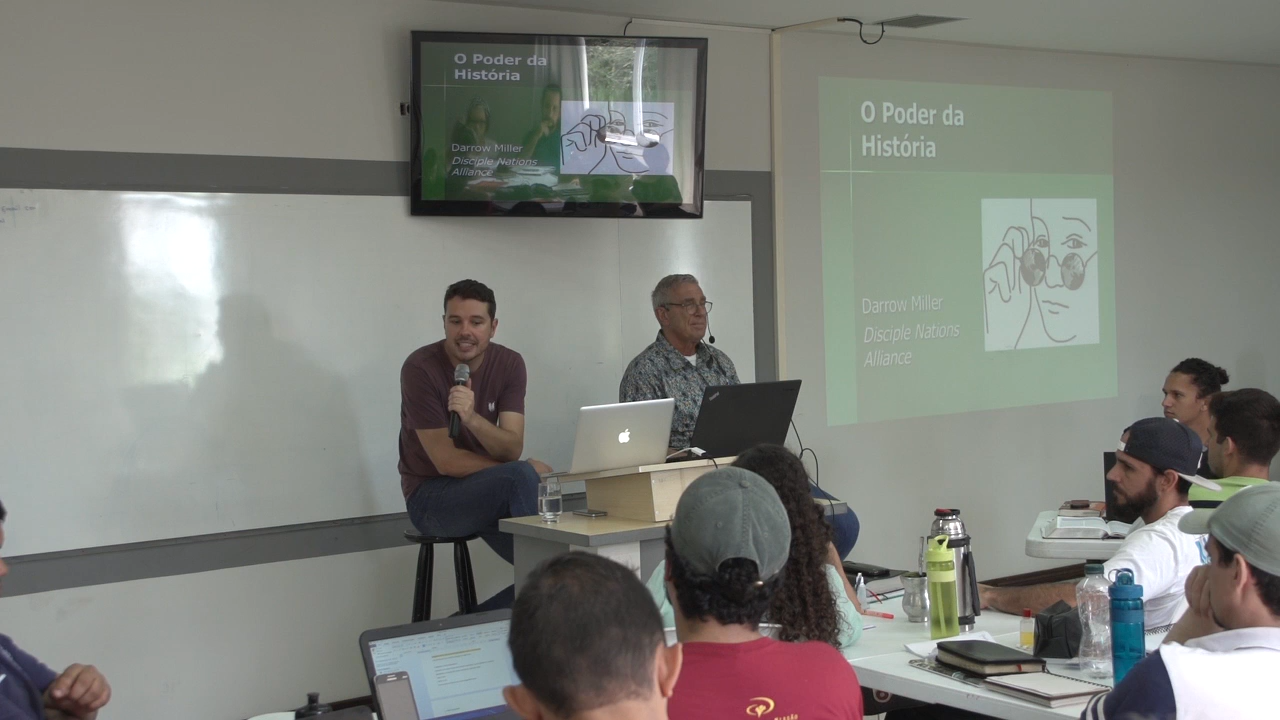 O Poder da
História
Darrow Miller
Disciple Nations
Alliance
O Poder da
História
Darrow Miller
Disciple Nations
Alliance